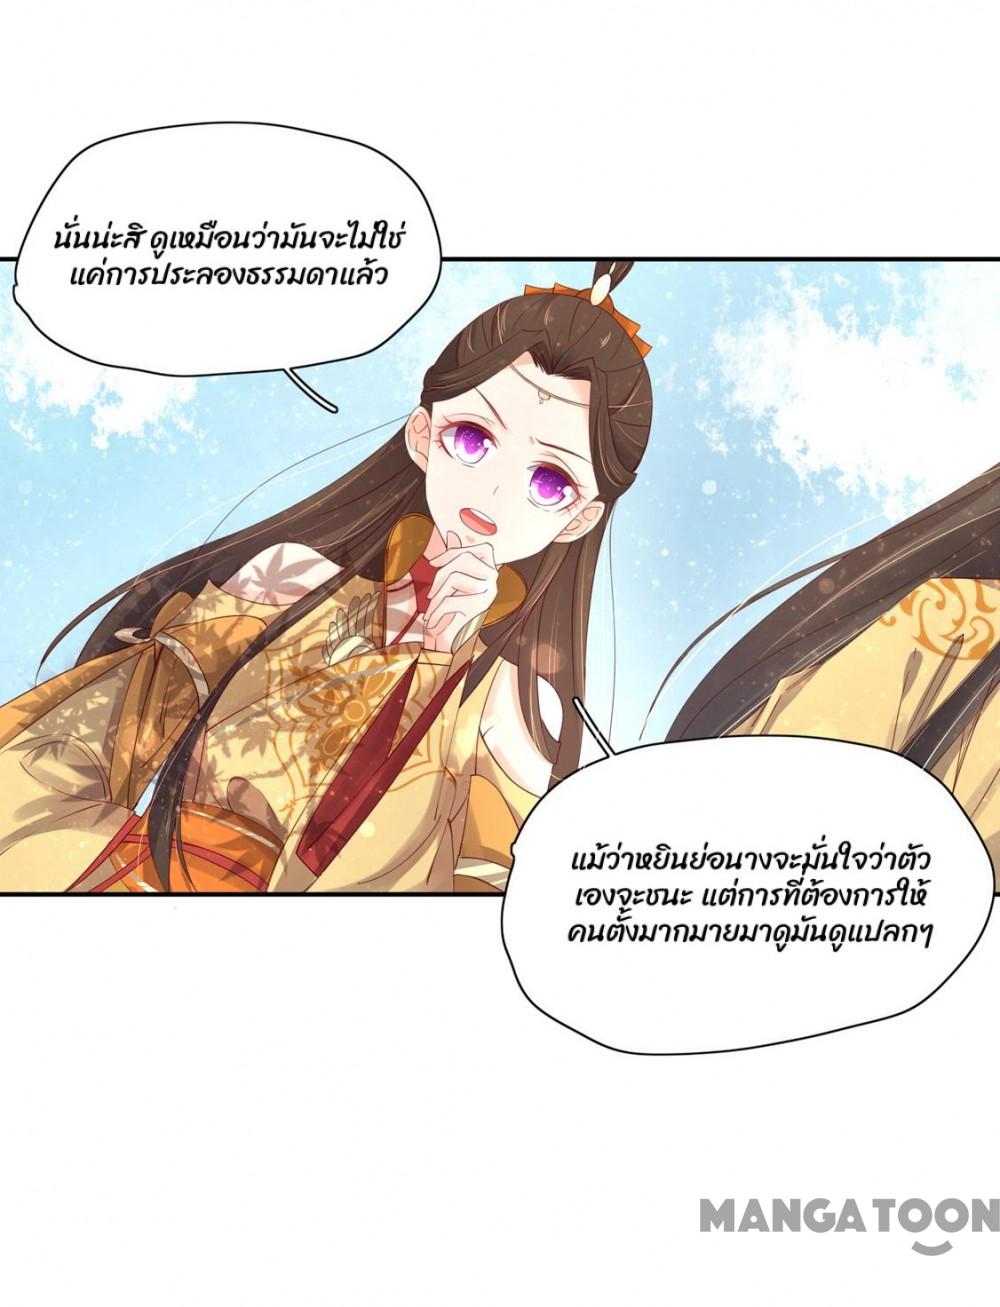 นั่นน่ะสิ ดูเหมือนว่ามันจะไม่ใช่
แค่การประลองธรรมดาแล้ว
แม้ว่าหยินย่อนางจะมั่นใจว่าตัว
เองจะชนะ แต่การที่ต้องการให้
คนตั้งมากมายมาดูมันดูแปลกๆ
MANGATOON